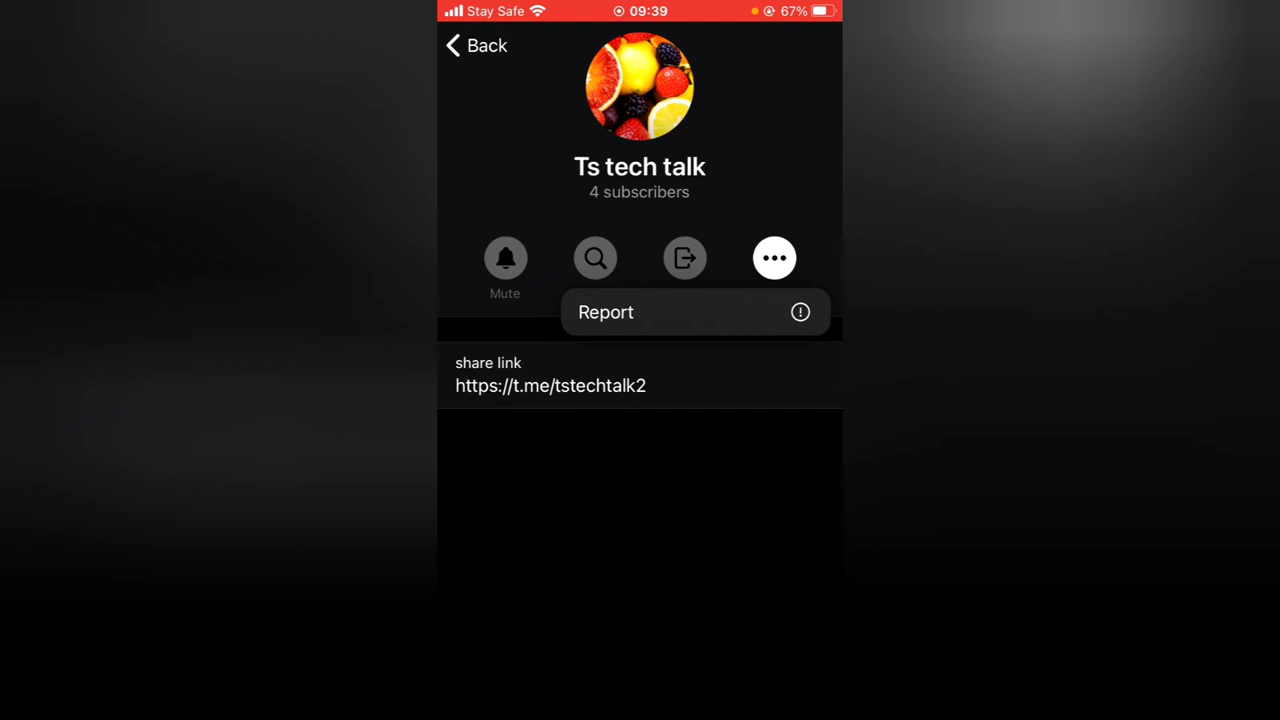 Stay Safe 09:39 67%
Back
Ts tech talk
4 subscribers
Mute
Report
share link
https://t.me/tstechtalk2